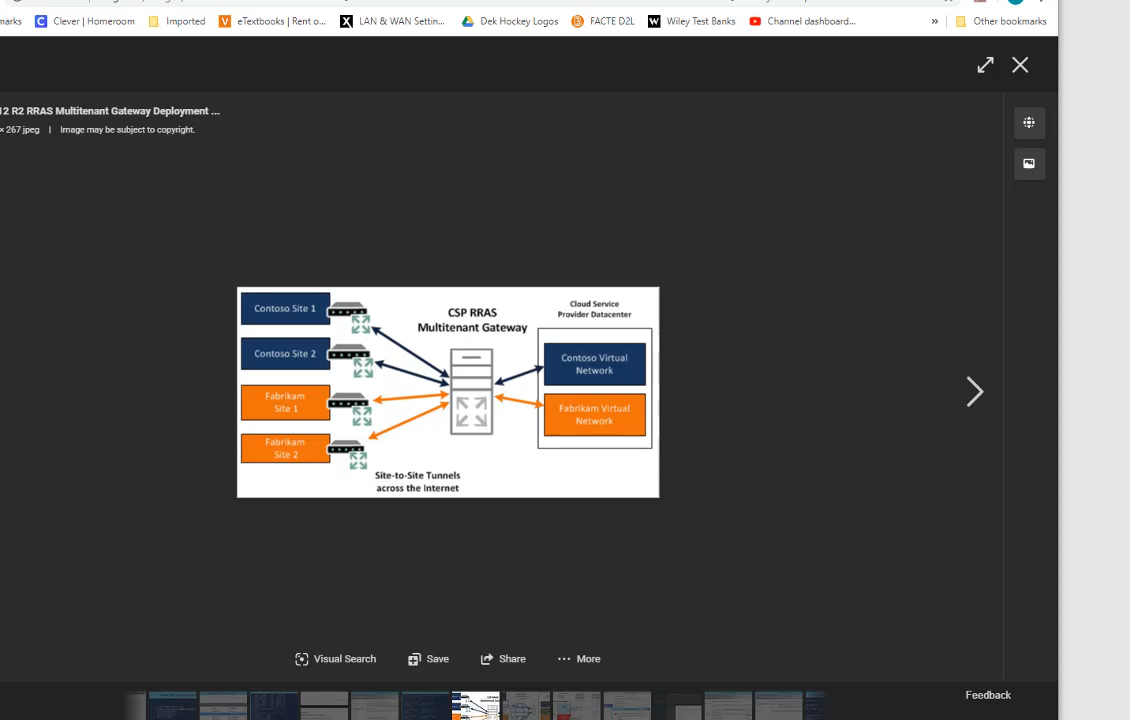 marks
Clever | Homeroom
Imported
eTextbooks | Rent o...
LAN & WAN Settin...
Dek Hockey Logos
FACTE D2L
Wiley Test Banks
Channel dashboard...
»
Other bookmarks
12 R2 RRAS Multitenant Gateway Deployment ...
× 267 jpeg | Image may be subject to copyright.
Contoso Site 1
Contoso Site 2
Fabrikam
Site 1
Fabrikam
Site 2
CSP RRAS
Multitenant Gateway
Cloud Service
Provider Datacenter
Contoso Virtual
Network
Fabrikam Virtual
Network
Site-to-Site Tunnels
across the Internet
Visual Search
Save
Share
More
Feedback